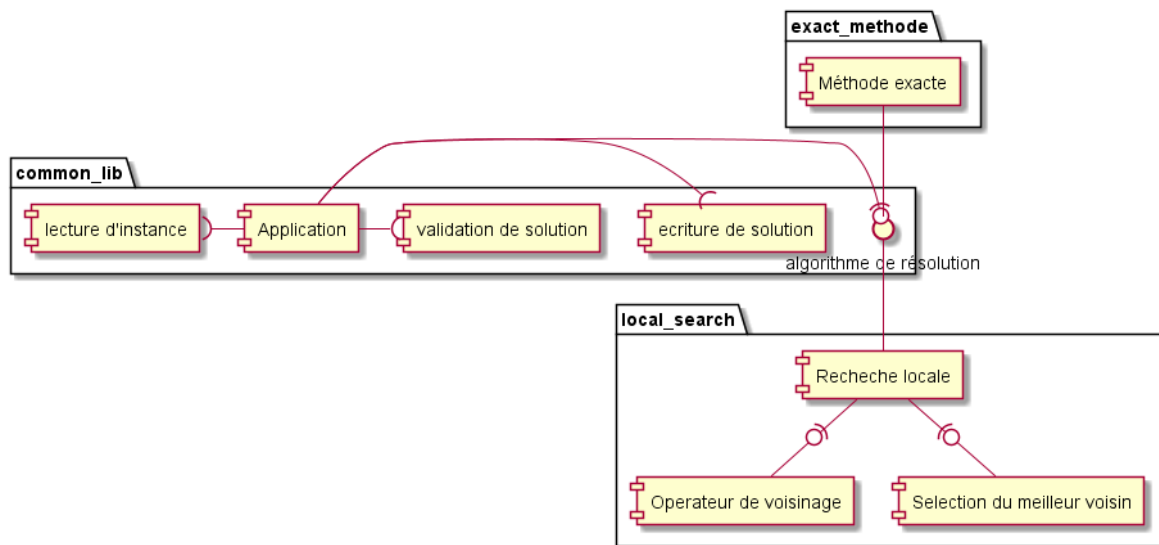 exact_methode
Méthode exacte
common_lib
lecture d'instance
Application
validation de solution
ecriture de solution
algorithme de résolution
local_search
Recheche locale
Operateur de voisinage
Selection du meilleur voisin